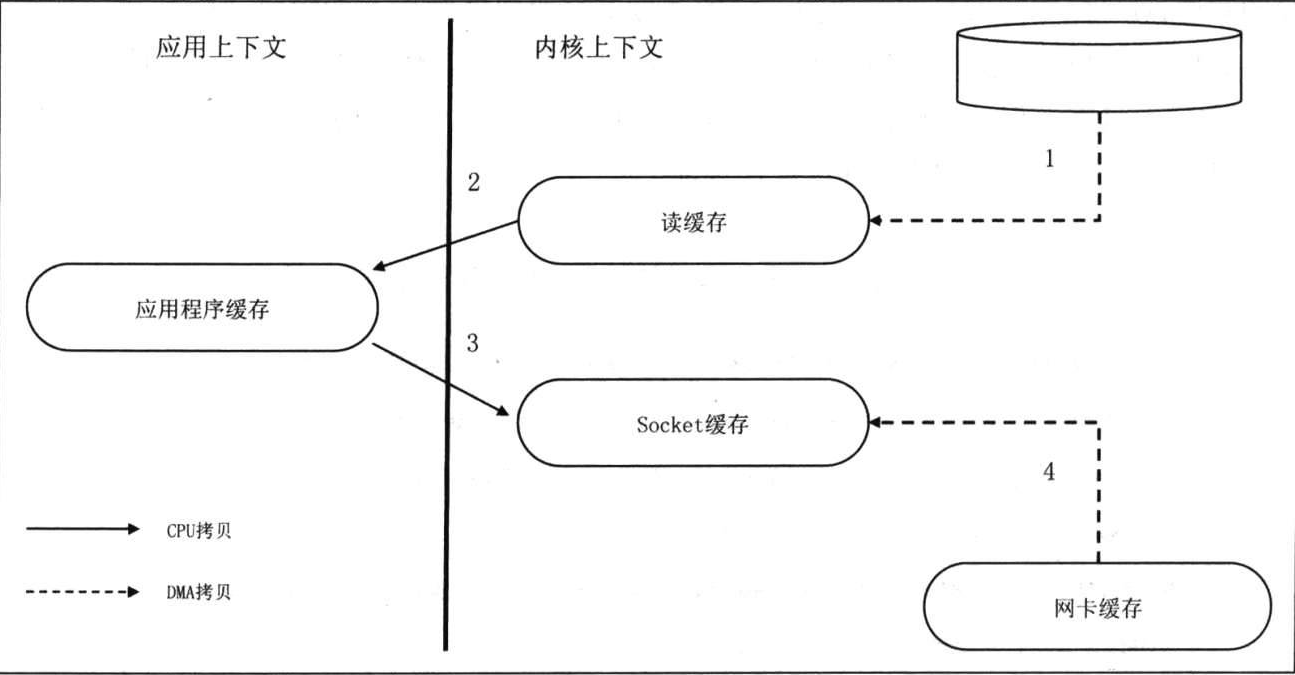 应用上下文
内核上下文
1
2
读缓存
应用程序缓存
3
Socket缓存
4
CPU拷贝
DMA拷贝
网卡缓存